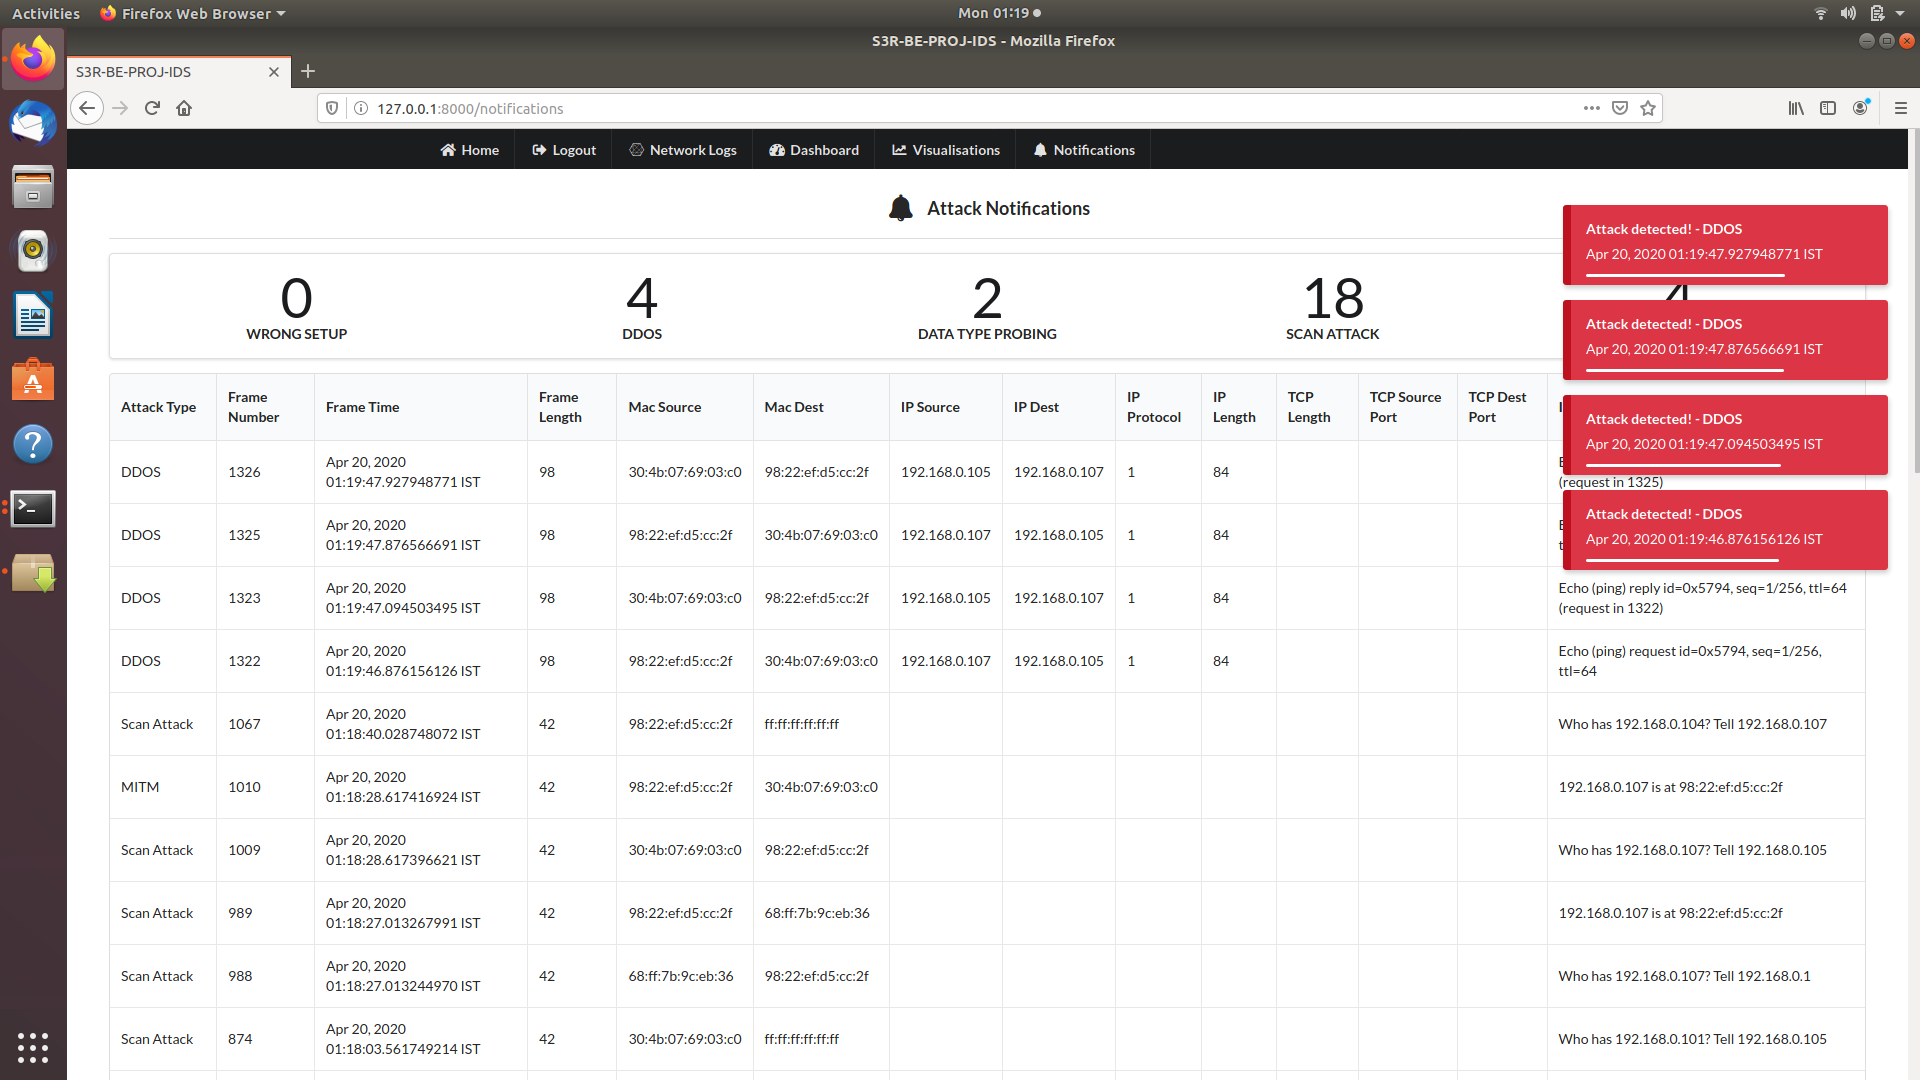 Activities
Firefox Web Browser
Mon 01:19
S3R-BE-PROJ-IDS - Mozilla Firefox
S3R-BE-PROJ-IDS
127.0.0.1:8000/notifications
Home
Logout
Network Logs
Dashboard
Visualisations
Notifications
Attack Notifications
0
WRONG SETUP
4
DDOS
2
DATA TYPE PROBING
18
SCAN ATTACK
Attack detected! - DDOS
Apr 20, 2020 01:19:47.927948771 IST
Attack detected! - DDOS
Apr 20, 2020 01:19:47.876566691 IST
Attack detected! - DDOS
Apr 20, 2020 01:19:47.094503495 IST
Attack detected! - DDOS
Apr 20, 2020 01:19:46.876156126 IST
Attack Type
Frame
Number
Frame Time
Frame
Length
Mac Source
Mac Dest
IP Source
IP Dest
IP
Protocol
IP
Length
TCP
Length
TCP Source
Port
TCP Dest
Port
DDOS
1326
Apr 20, 2020
01:19:47.927948771 IST
98
30:4b:07:69:03:c0
98:22:ef:d5:cc:2f
192.168.0.105
192.168.0.107
1
84
(request in 1325)
DDOS
1325
Apr 20, 2020
01:19:47.876566691 IST
98
98:22:ef:d5:cc:2f
30:4b:07:69:03:c0
192.168.0.107
192.168.0.105
1
84
DDOS
1323
Apr 20, 2020
01:19:47.094503495 IST
98
30:4b:07:69:03:c0
98:22:ef:d5:cc:2f
192.168.0.105
192.168.0.107
1
84
Echo (ping) reply id=0x5794, seq=1/256, ttl=64
(request in 1322)
DDOS
1322
Apr 20, 2020
01:19:46.876156126 IST
98
98:22:ef:d5:cc:2f
30:4b:07:69:03:c0
192.168.0.107
192.168.0.105
1
84
Echo (ping) request id=0x5794, seq=1/256,
ttl=64
Scan Attack
1067
Apr 20, 2020
01:18:40.028748072 IST
42
98:22:ef:d5:cc:2f
ff:ff:ff:ff:ff:ff
Who has 192.168.0.104? Tell 192.168.0.107
MITM
1010
Apr 20, 2020
01:18:28.617416924 IST
42
98:22:ef:d5:cc:2f
30:4b:07:69:03:c0
192.168.0.107 is at 98:22:ef:d5:cc:2f
Scan Attack
1009
Apr 20, 2020
01:18:28.617396621 IST
42
30:4b:07:69:03:c0
98:22:ef:d5:cc:2f
Who has 192.168.0.107? Tell 192.168.0.105
Scan Attack
989
Apr 20, 2020
01:18:27.013267991 IST
42
98:22:ef:d5:cc:2f
68:ff:7b:9c:eb:36
192.168.0.107 is at 98:22:ef:d5:cc:2f
Scan Attack
988
Apr 20, 2020
01:18:27.013244970 IST
42
68:ff:7b:9c:eb:36
98:22:ef:d5:cc:2f
Who has 192.168.0.107? Tell 192.168.0.1
Scan Attack
874
Apr 20, 2020
01:18:03.561749214 IST
42
30:4b:07:69:03:c0
ff:ff:ff:ff:ff:ff
Who has 192.168.0.101? Tell 192.168.0.105